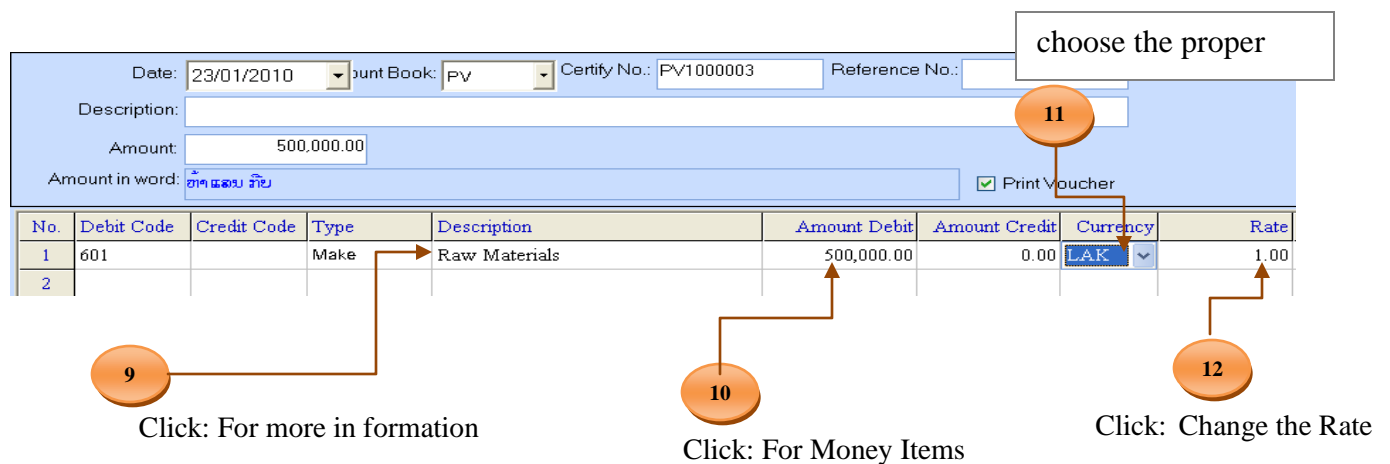 choose the proper
Date: 23/01/2010 ount Book: PV Certify No.: PV1000003 Reference No.:
Description:
11
Amount: 500,000.00
Amount in word: ຫ້າແສນ ກີບ Print Voucher
No. Debit Code Credit Code Type Description Amount Debit Amount Credit Currency Rate
1 601 Make Raw Materials 500,000.00 0.00 LAK 1.00
2
9
10
12
Click: For more in formation
Click: For Money Items
Click: Change the Rate